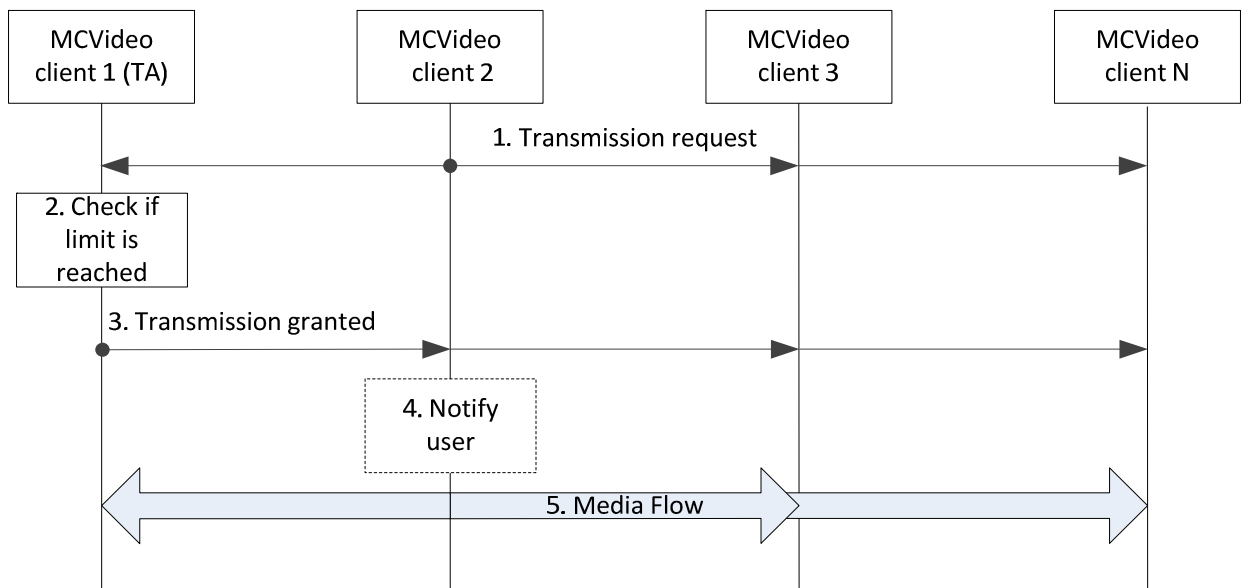 MCVideo
client 1 (TA)
MCVideo
client 2
MCVideo
client 3
MCVideo
client N
1. Transmission request
2. Check if
limit is
reached
3. Transmission granted
4. Notify
user
5. Media Flow